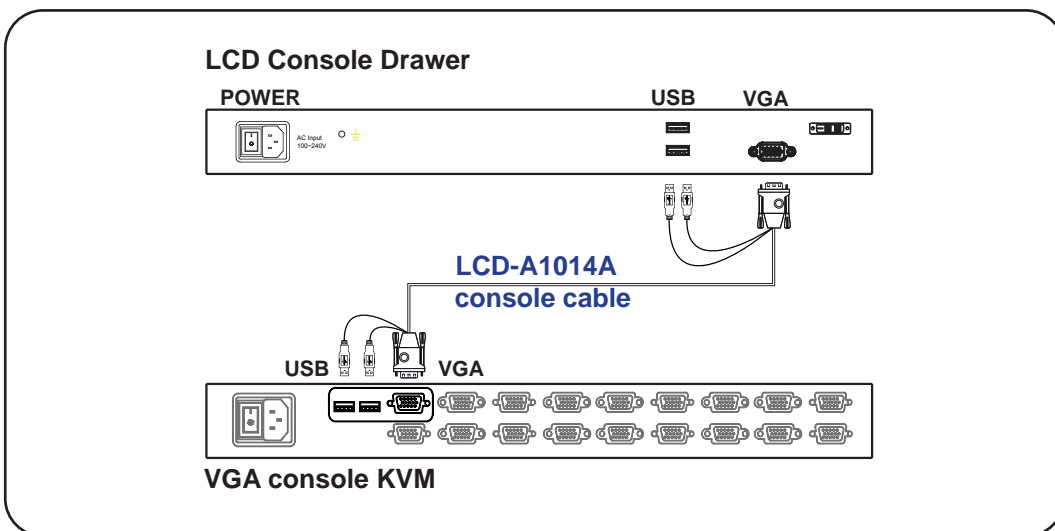 LCD Console Drawer
POWER
USB
VGA
AC Input
100~240V
LCD-A1014A
console cable
USB
VGA
VGA console KVM